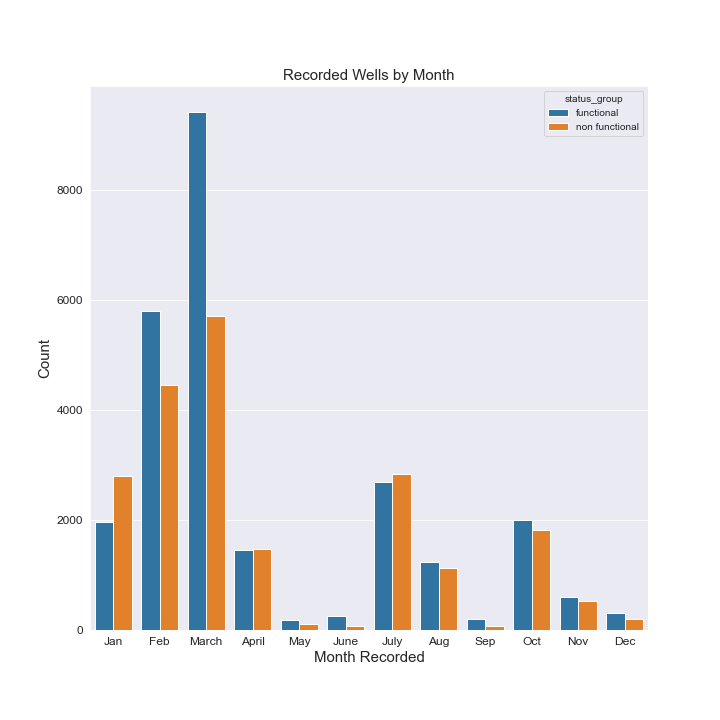 Recorded Wells by Month
status_group
functional
non functional
8000
6000
4000
2000
0
Count
Jan Feb March April May June July Aug Sep Oct Nov Dec
Month Recorded